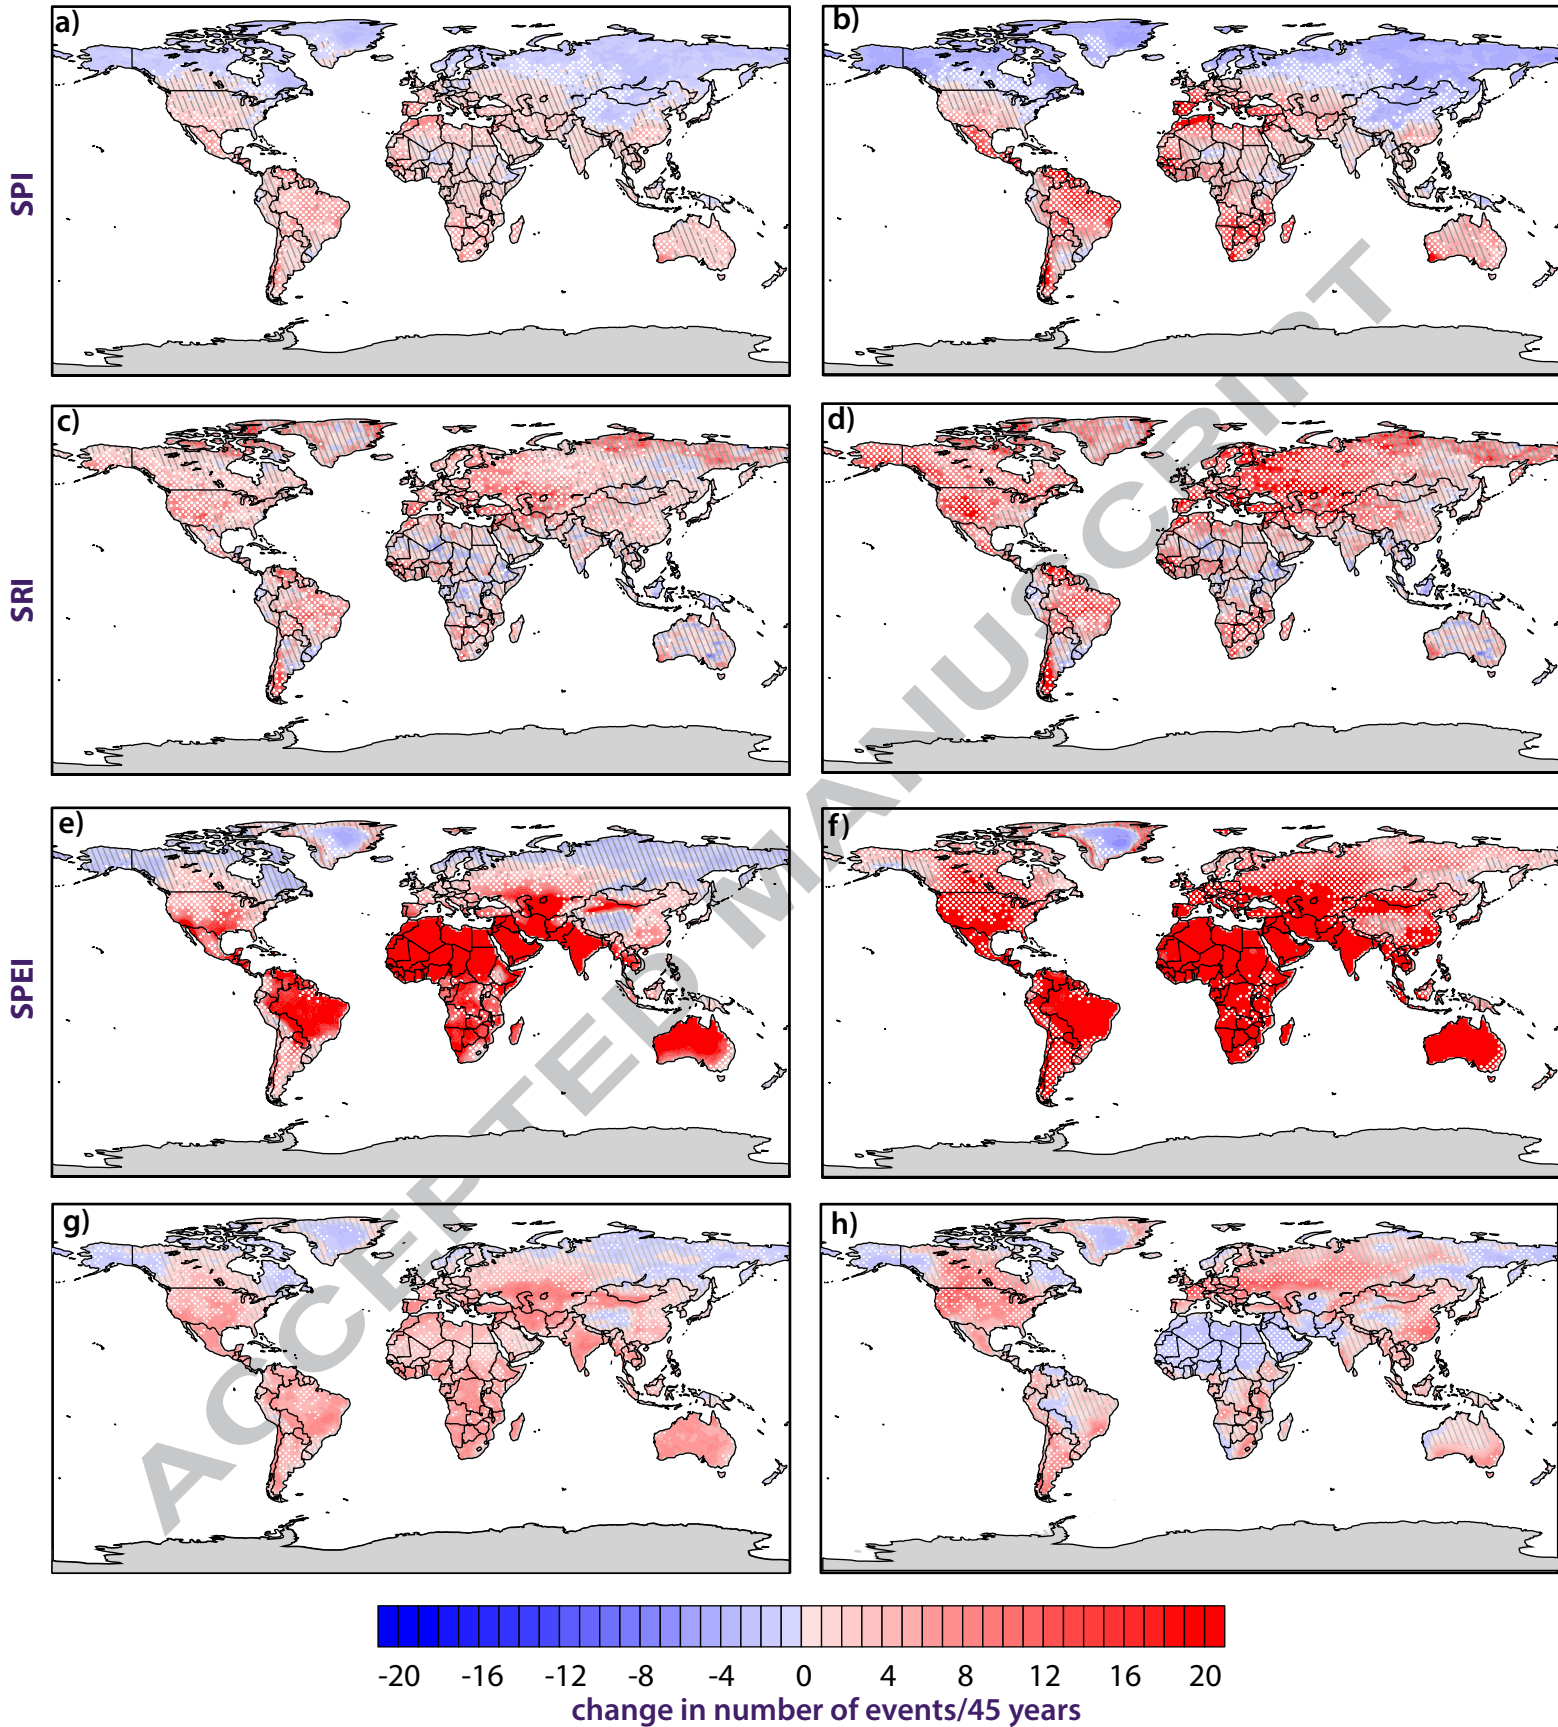 a)
b)
SPI
c)
d)
SRI
e)
f)
SPEI
g)
h)
ACCEPTED MANUSCRIPT
-20 -16 -12 -8 -4 0 4 8 12 16 20
change in number of events/45 years